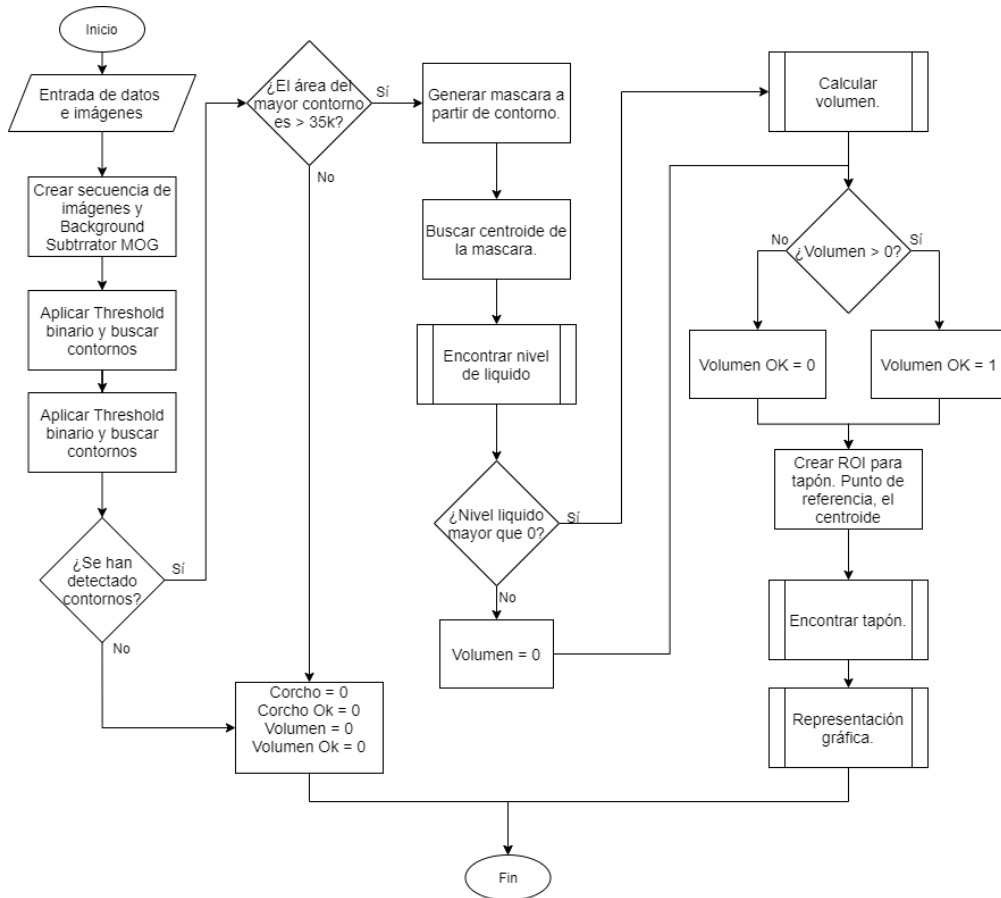 Inicio
Entrada de datos
e imágenes
Crear secuencia de
imágenes y
Background
Subtrrator MOG
Aplicar Threshold
binario y buscar
contornos
Aplicar Threshold
binario y buscar
contornos
¿Se han
detectado
contornos?
Sí
No
¿El área del
mayor contorno
es > 35k?
Sí
No
Corcho = 0
Corcho Ok = 0
Volumen = 0
Volumen Ok = 0
Generar mascara a
partir de contorno.
Buscar centroide de
la mascara.
Encontrar nivel
de liquido
¿Nivel liquido
mayor que 0?
Sí
No
Volumen = 0
Calcular
volumen.
¿Volumen > 0?
No
Sí
Volumen OK = 0
Volumen OK = 1
Crear ROI para
tapón. Punto de
referencia, el
centroide
Encontrar tapón.
Representación
gráfica.
Fin